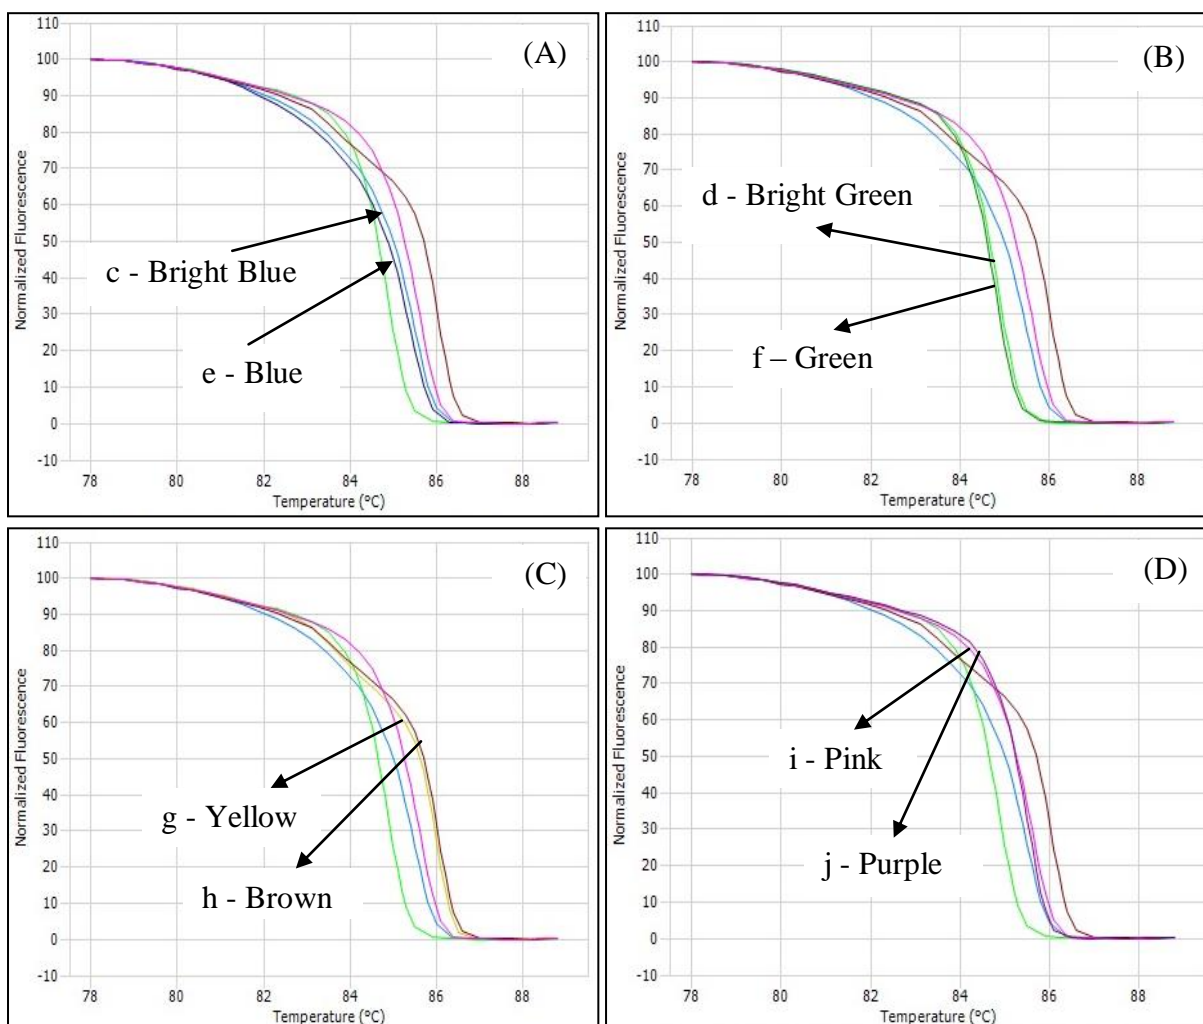 110
100
90
80
70
60
50
40
30
20
10
0
-10
Normalized Fluorescence
(A)
c - Bright Blue
e - Blue
78 80 82 84 86 88
Temperature (°C)
110
100
90
80
70
60
50
40
30
20
10
0
-10
Normalized Fluorescence
(B)
d - Bright Green
f – Green
78 80 82 84 86 88
Temperature (°C)
110
100
90
80
70
60
50
40
30
20
10
0
-10
Normalized Fluorescence
(C)
g - Yellow
h - Brown
78 80 82 84 86 88
Temperature (°C)
110
100
90
80
70
60
50
40
30
20
10
0
-10
Normalized Fluorescence
(D)
i - Pink
j - Purple
78 80 82 84 86 88
Temperature (°C)